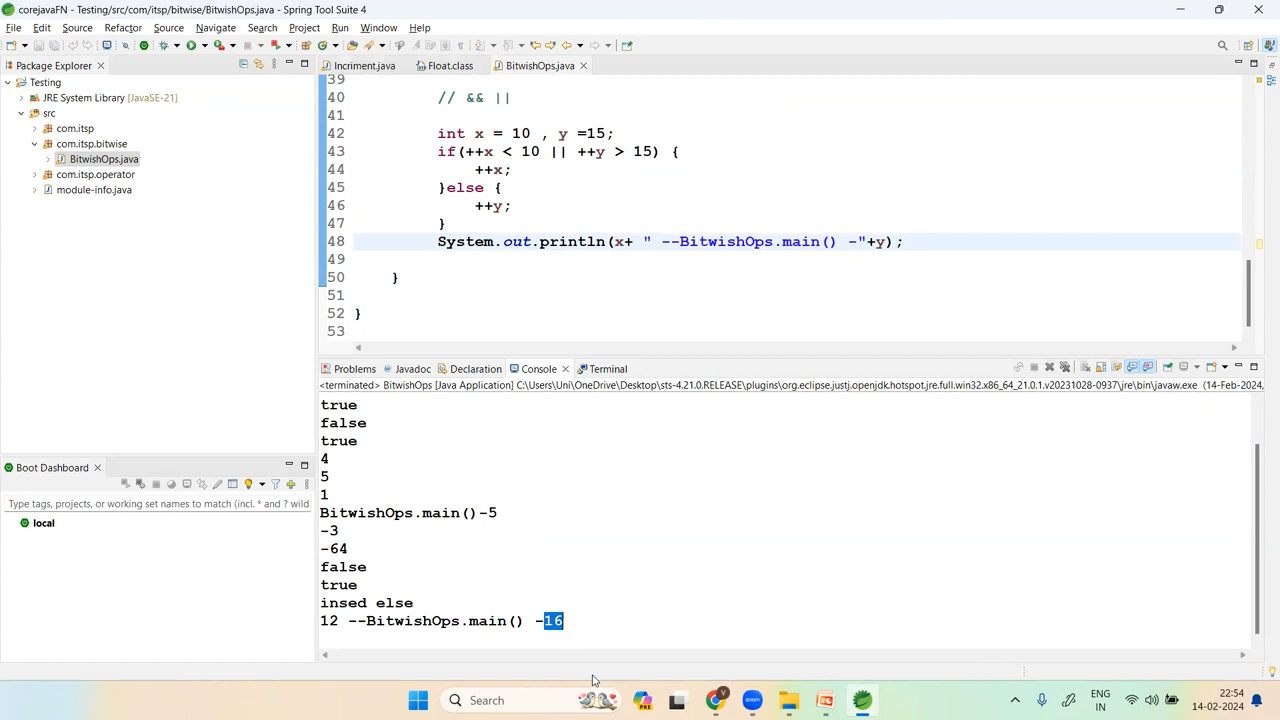 corejavaFN - Testing/src/com/itsp/bitwise/BitwishOps.java - Spring Tool Suite 4
File Edit Source Refactor Source Navigate Search Project Run Window Help
Package Explorer
Testing
JRE System Library [JavaSE-21]
src
com.itsp
com.itsp.bitwise
BitwishOps.java
com.itsp.operator
module-info.java
Boot Dashboard
Type tags, projects, or working set names to match (incl. * and ? wild
local
Incriment.java Float.class BitwishOps.java
39
40 // && ||
41
42 int x = 10 , y =15;
43 if(++x < 10 || ++y > 15) {
44 ++x;
45 }else {
46 ++y;
47 }
48 System.out.println(x+ " --BitwishOps.main() -"+y);
49
50 }
51
52 }
53
Problems Javadoc Declaration Console Terminal
<terminated> BitwishOps [Java Application] C:\Users\Uni\OneDrive\Desktop\sts-4.21.0.RELEASE\plugins\org.eclipse.justj.openjdk.hotspot.jre.full.win32.x86_64_21.0.1.v20231028-0937\jre\bin\javaw.exe (14-Feb-2024,
true
false
true
4
5
1
BitwishOps.main()-5
-3
-64
false
true
insed else
12 --BitwishOps.main() -16
Search
PRE
V
ENG
IN
22:54
14-02-2024